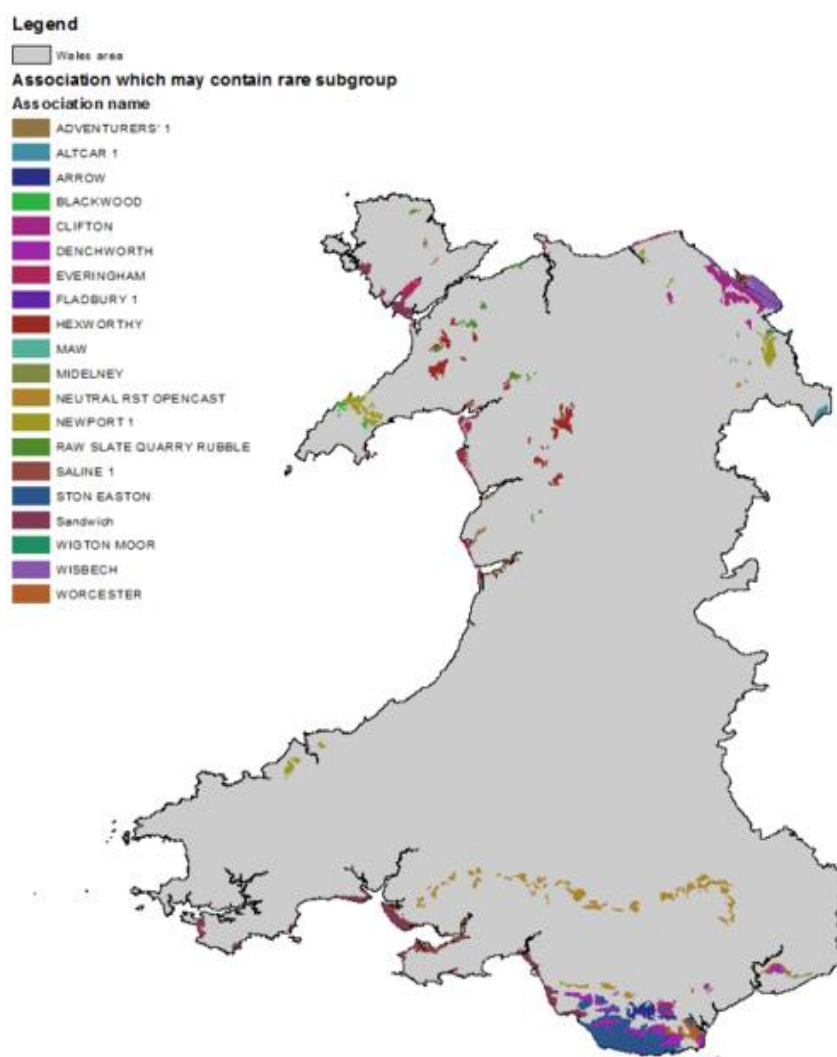 Legend
Wales area
Association which may contain rare subgroup
Association name
ADVENTURERS' 1
ALTCAR 1
ARROW
BLACKWOOD
CLIFTON
DENCHWORTH
EVERINGHAM
FLADBURY 1
HEXWORTHY
MAW
MIDELNEY
NEUTRAL RST OPENCAST
NEWPORT 1
RAW SLATE QUARRY RUBBLE
SALINE 1
STON EASTON
Sandwich
WIGTON MOOR
WISBECH
WORCESTER